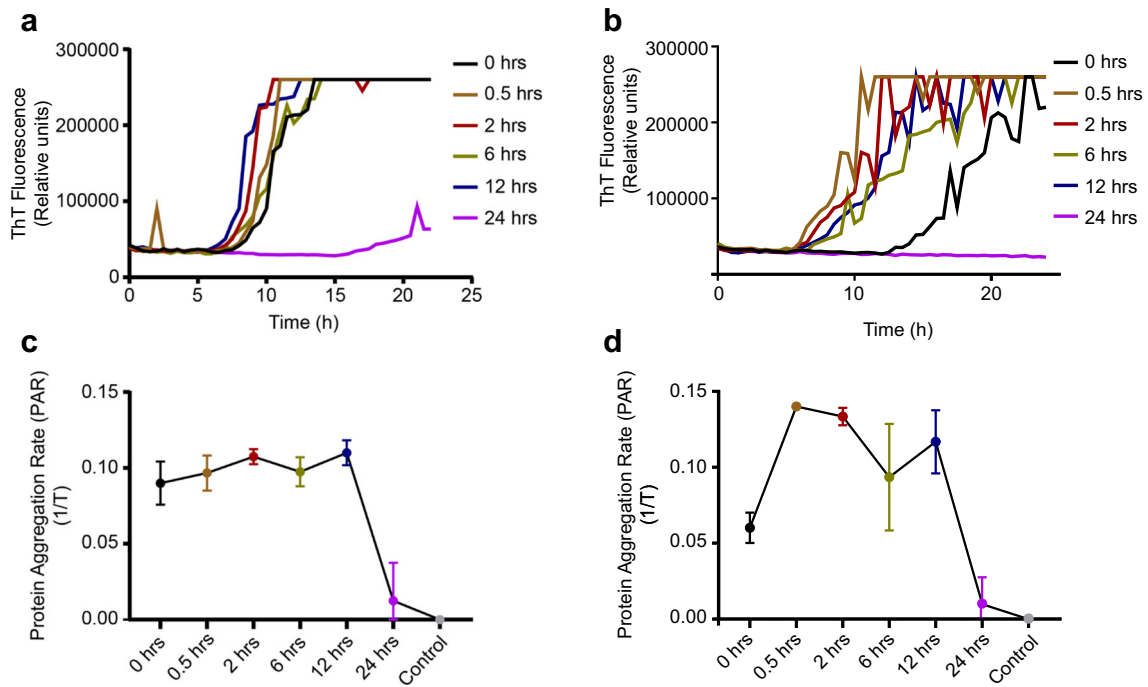 a
300000
200000
100000
0
ThT Fluorescence
(Relative units)
0 5 10 15 20 25
Time (h)
0 hrs
0.5 hrs
2 hrs
6 hrs
12 hrs
24 hrs
b
300000
200000
100000
ThT Fluorescence
(Relative units)
0 10 20
Time (h)
0 hrs
0.5 hrs
2 hrs
6 hrs
12 hrs
24 hrs
c
0.15
0.10
0.05
0.00
Protein Aggregation Rate (PAR)
(1/T)
0 hrs
0.5 hrs
2 hrs
6 hrs
12 hrs
24 hrs
Control
d
0.15
0.10
0.05
0.00
Protein Aggregation Rate (PAR)
(1/T)
0 hrs
0.5 hrs
2 hrs
6 hrs
12 hrs
24 hrs
Control